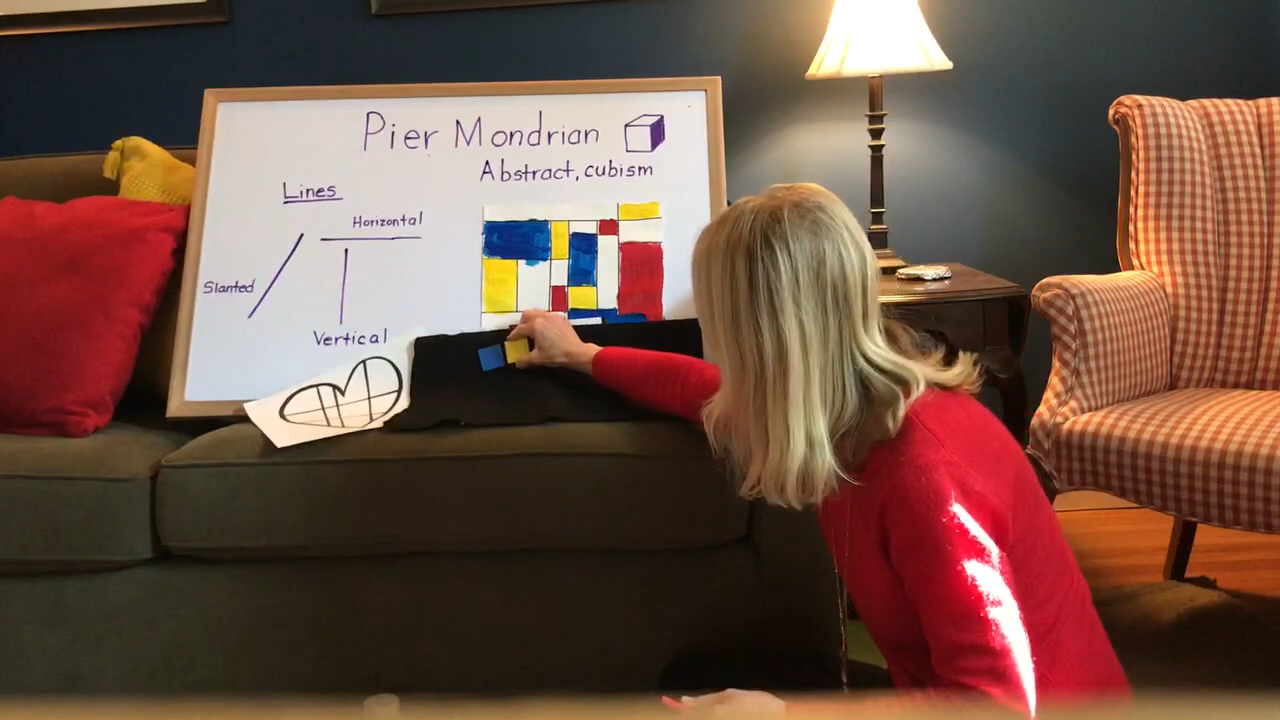 Pier Mondrian
Abstract, cubism
Lines
Horizontal
Slanted
Vertical